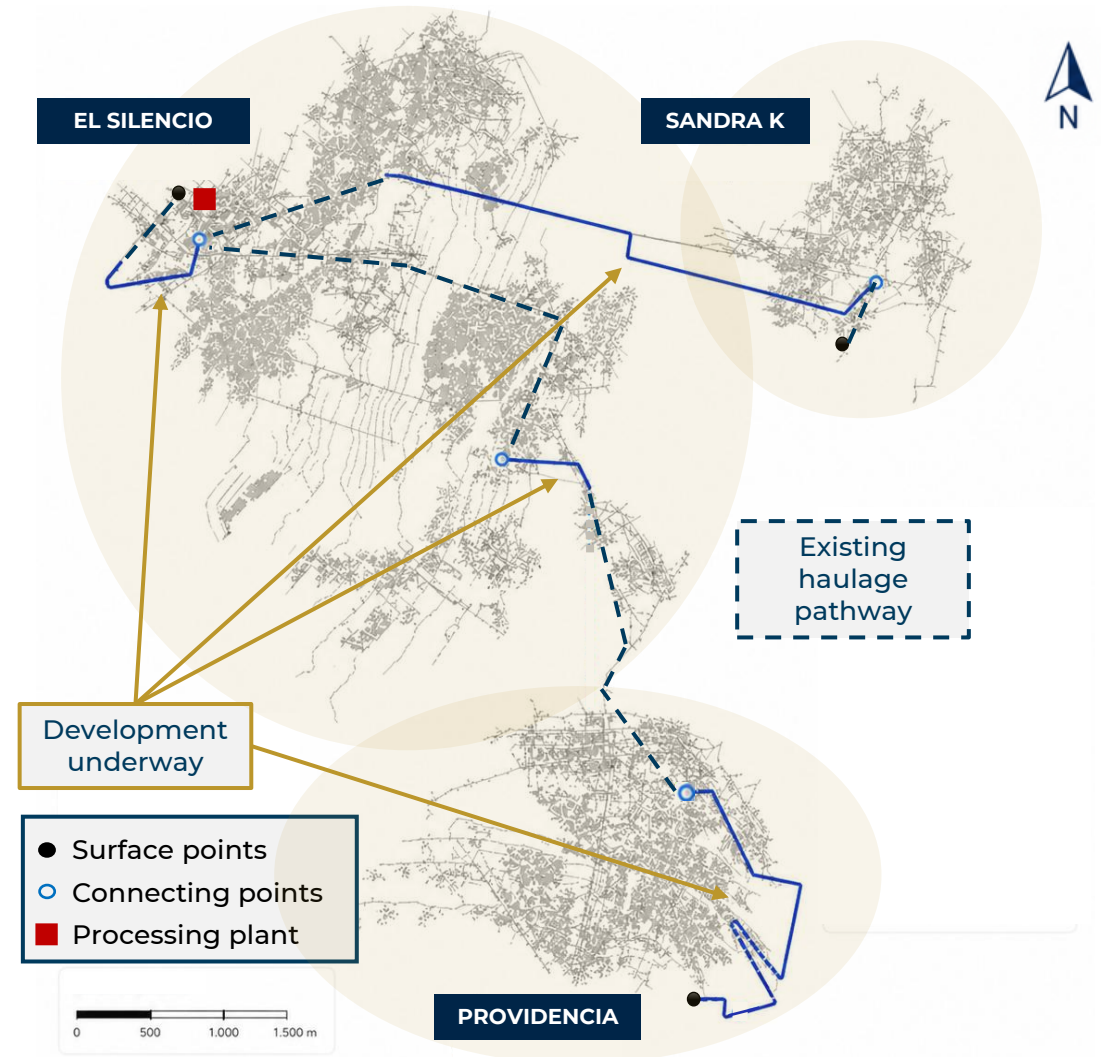 EL SILENCIO
SANDRA K
N
Existing
haulage
pathway
Development
underway
Surface points
Connecting points
Processing plant
PROVIDENCIA
0 500 1.000 1.500 m